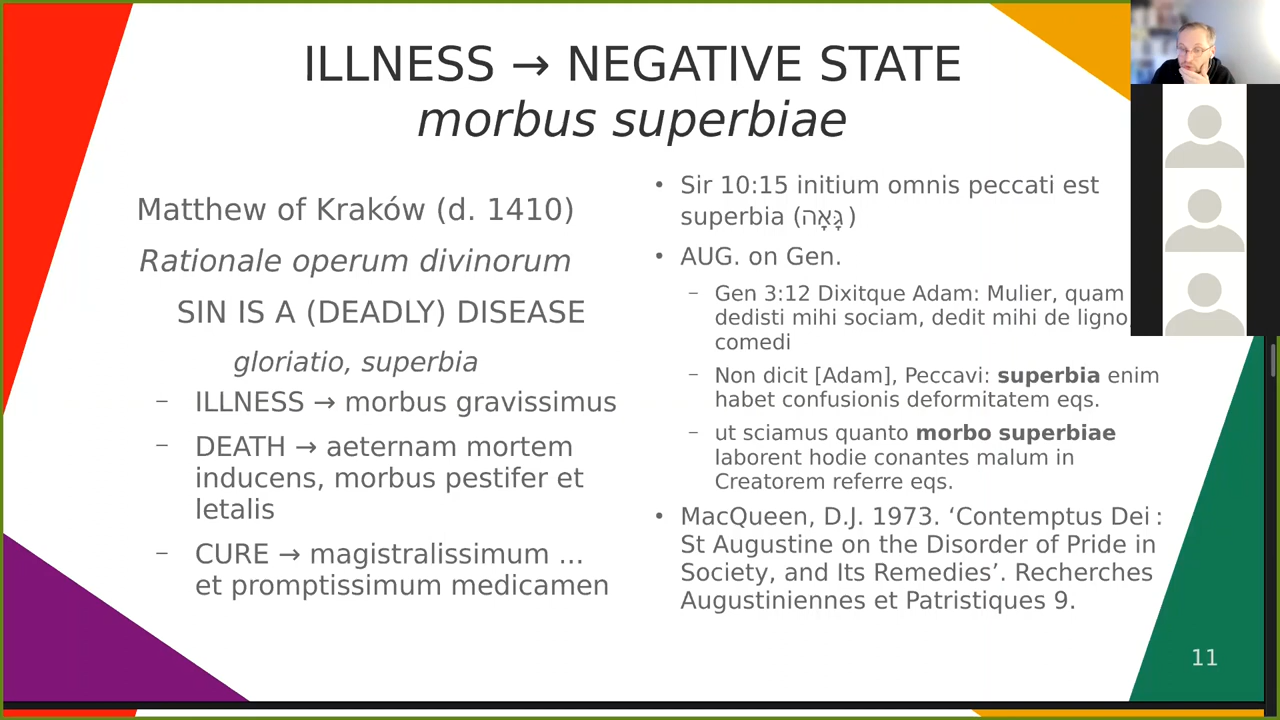 ILLNESS → NEGATIVE STATE
morbus superbiae
Matthew of Kraków (d. 1410)
Rationale operum divinorum
SIN IS A (DEADLY) DISEASE
gloriatio, superbia
– ILLNESS → morbus gravissimus
– DEATH → aeternam mortem
inducens, morbus pestifer et
letalis
– CURE → magistralissimum ...
et promptissimum medicamen
• Sir 10:15 initium omnis peccati est
superbia (גָּאָה)
• AUG. on Gen.
– Gen 3:12 Dixitque Adam: Mulier, quam
dedisti mihi sociam, dedit mihi de ligno,
comedi
– Non dicit [Adam], Peccavi: superbia enim
habet confusionis deformitatem eqs.
– ut sciamus quanto morbo superbiae
laborent hodie conantes malum in
Creatorem referre eqs.
• MacQueen, D.J. 1973. ‘Contemptus Dei :
St Augustine on the Disorder of Pride in
Society, and Its Remedies’. Recherches
Augustiniennes et Patristiques 9.
11